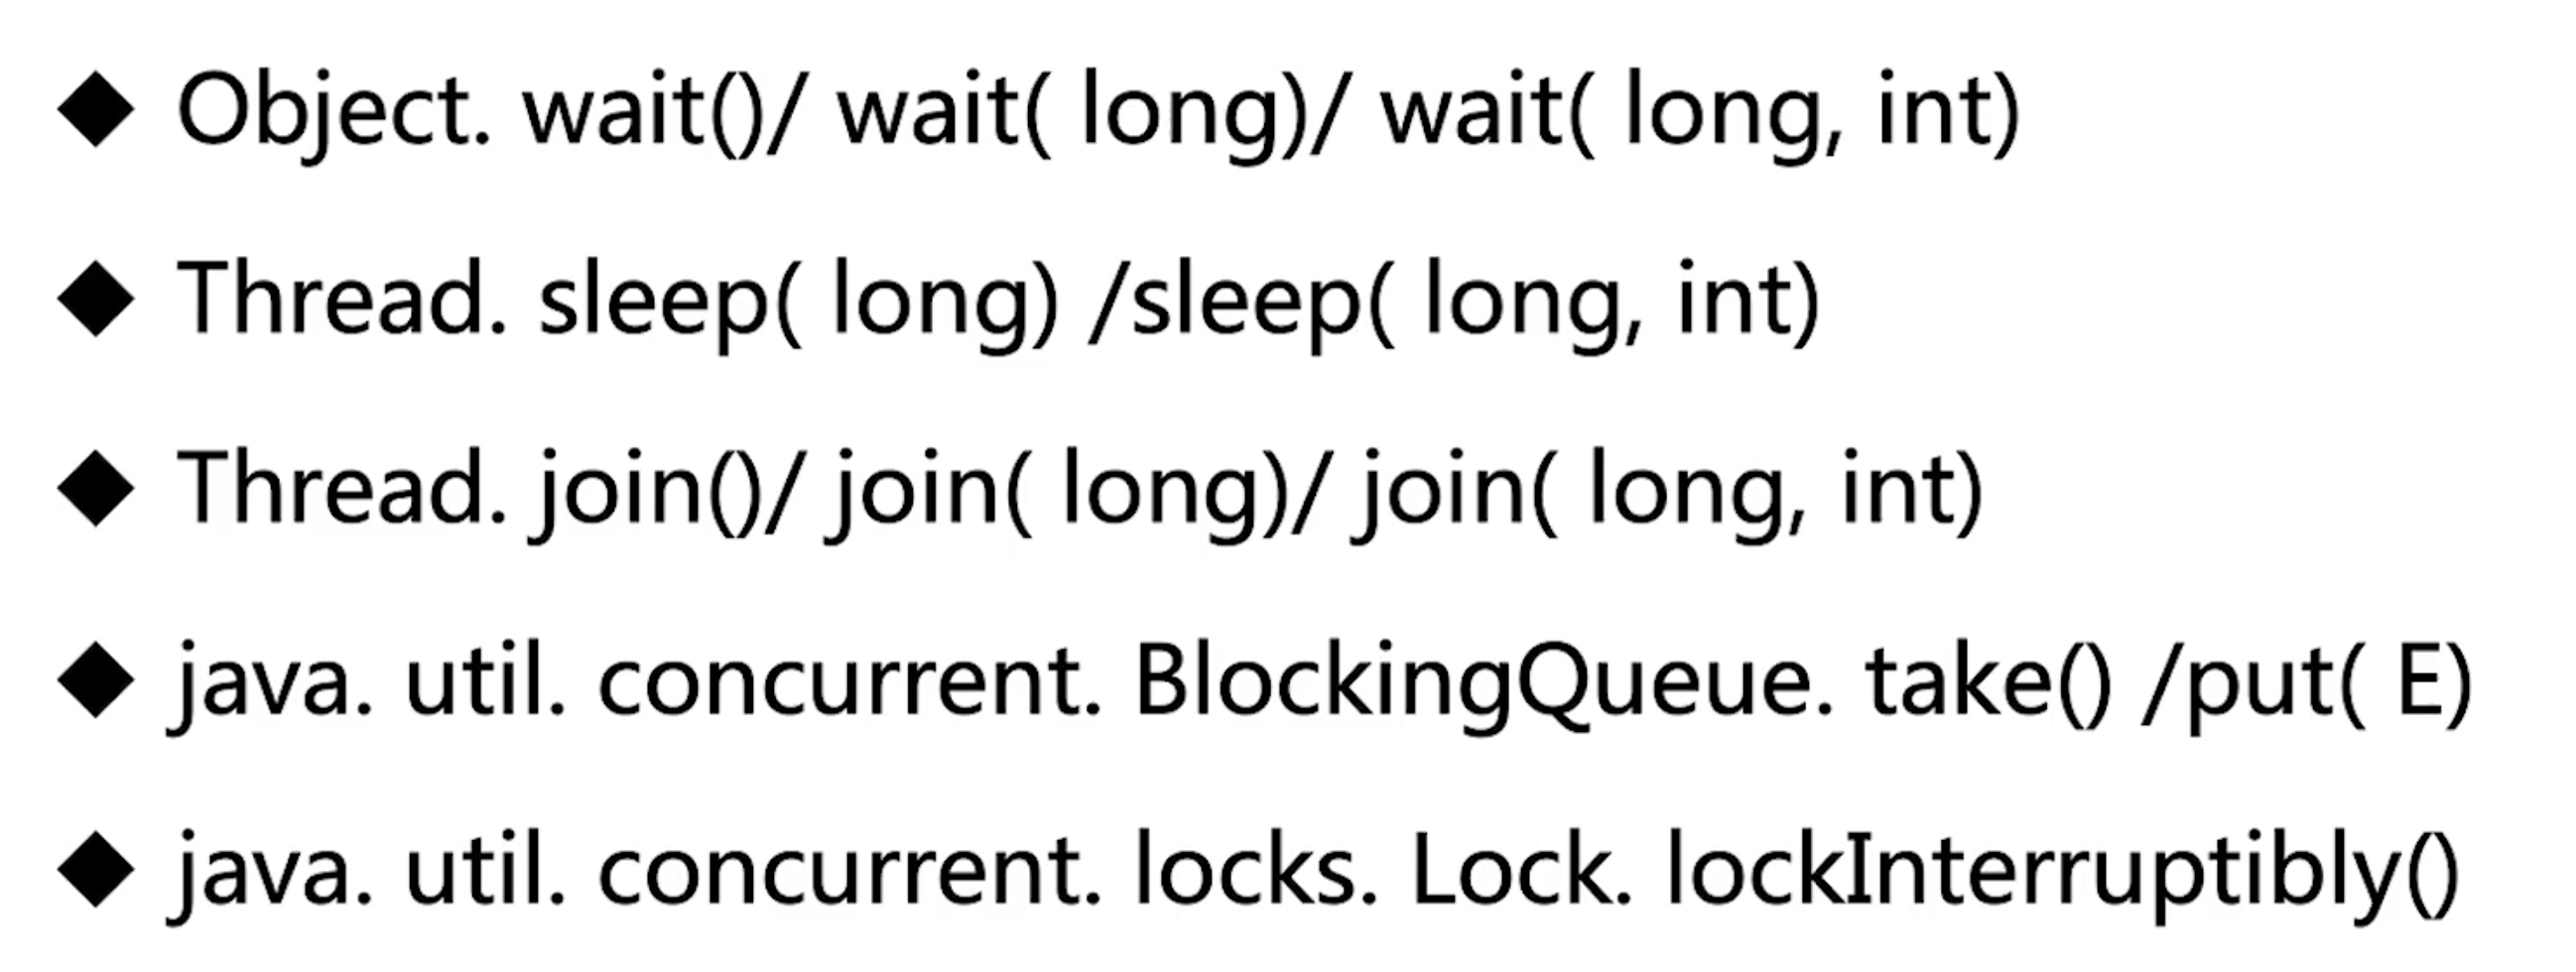 ◆ Object. wait()/ wait( long)/ wait( long, int)
◆ Thread. sleep( long) /sleep( long, int)
◆ Thread. join()/ join( long)/ join( long, int)
◆ java. util. concurrent. BlockingQueue. take() /put( E)
◆ java. util. concurrent. locks. Lock. lockInterruptibly()